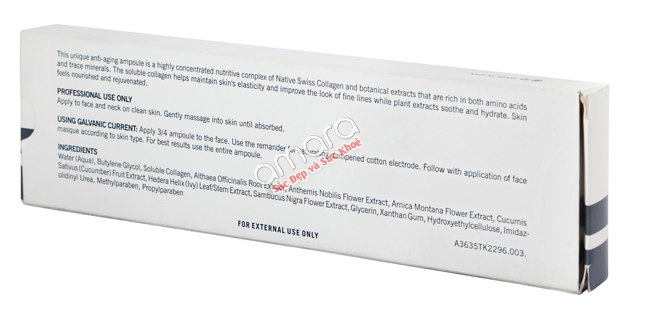 This unique anti-aging ampoule is a highly concentrated nutritive complex of Native Swiss Collagen and botanical extracts that are rich in both amino acids
and trace minerals. The soluble collagen helps maintain skin's elasticity and improve the look of fine lines while plant extracts soothe and hydrate. Skin
feels nourished and rejuvenated.
PROFESSIONAL USE ONLY
Apply to face and neck on clean skin. Gently massage into skin until absorbed.
USING GALVANIC CURRENT: Apply 3/4 ampoule to the face. Use the remander for dampened cotton electrode. Follow with application of face
masque according to skin type. For best results use the entire ampoule.
amara
Sắc Đẹp và Sức Khoẻ
INGREDIENTS
Water (Aqua), Butylene Glycol, Soluble Collagen, Althaea Officinalis Root Extract, Anthemis Nobilis Flower Extract, Arnica Montana Flower Extract, Cucumis
Sativus (Cucumber) Fruit Extract, Hedera Helix (Ivy) Leaf/Stem Extract, Sambucus Nigra Flower Extract, Glycerin, Xanthan Gum, Hydroxyethylcellulose, Imidaz-
olidinyl Urea, Methylparaben, Propylparaben
FOR EXTERNAL USE ONLY
A3635TK2296.003.